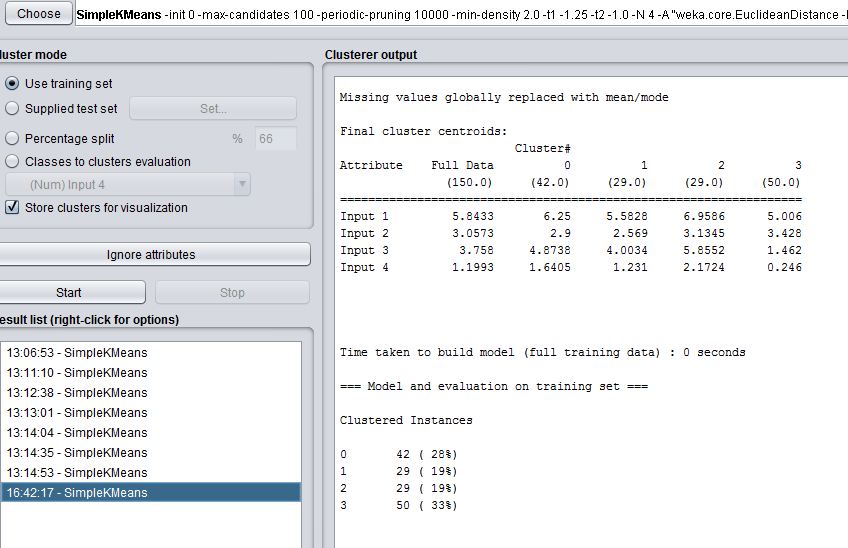 Choose SimpleKMeans -init 0 -max-candidates 100 -periodic-pruning 10000 -min-density 2.0 -t1 -1.25 -t2 -1.0 -N 4 -A "weka.core.EuclideanDistance -
luster mode
Use training set
Supplied test set Set...
Percentage split % 66
Classes to clusters evaluation
(Num) Input 4
Store clusters for visualization
Ignore attributes
Start Stop
esult list (right-click for options)
13:06:53 - SimpleKMeans
13:11:10 - SimpleKMeans
13:12:38 - SimpleKMeans
13:13:01 - SimpleKMeans
13:14:04 - SimpleKMeans
13:14:35 - SimpleKMeans
13:14:53 - SimpleKMeans
16:42:17 - SimpleKMeans
Clusterer output
Missing values globally replaced with mean/mode
Final cluster centroids:
Cluster#
Attribute Full Data 0 1 2 3
(150.0) (42.0) (29.0) (29.0) (50.0)
==================================================================
Input 1 5.8433 6.25 5.5828 6.9586 5.006
Input 2 3.0573 2.9 2.569 3.1345 3.428
Input 3 3.758 4.8738 4.0034 5.8552 1.462
Input 4 1.1993 1.6405 1.231 2.1724 0.246
Time taken to build model (full training data) : 0 seconds
=== Model and evaluation on training set ===
Clustered Instances
0 42 ( 28%)
1 29 ( 19%)
2 29 ( 19%)
3 50 ( 33%)